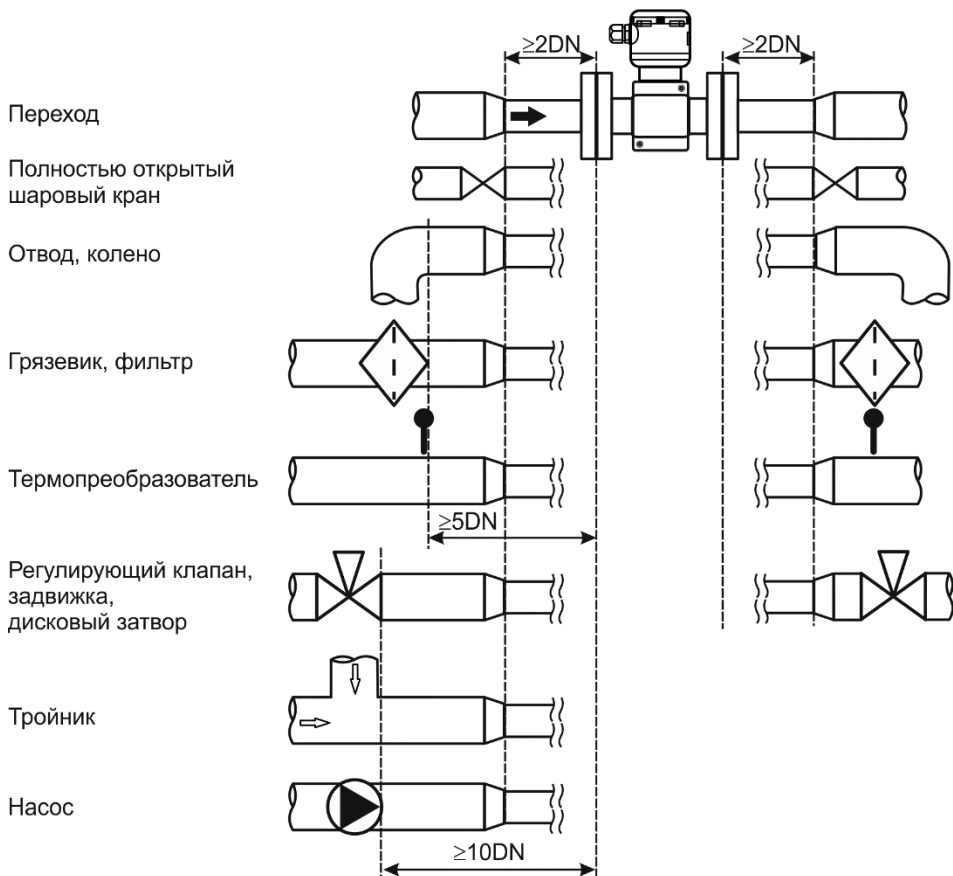 ≥2DN
≥2DN
Переход
Полностью открытый
шаровый кран
Отвод, колено
Грязевик, фильтр
Термопреобразователь
≥5DN
Регулирующий клапан,
задвижка,
дисковый затвор
Тройник
Насос
≥10DN